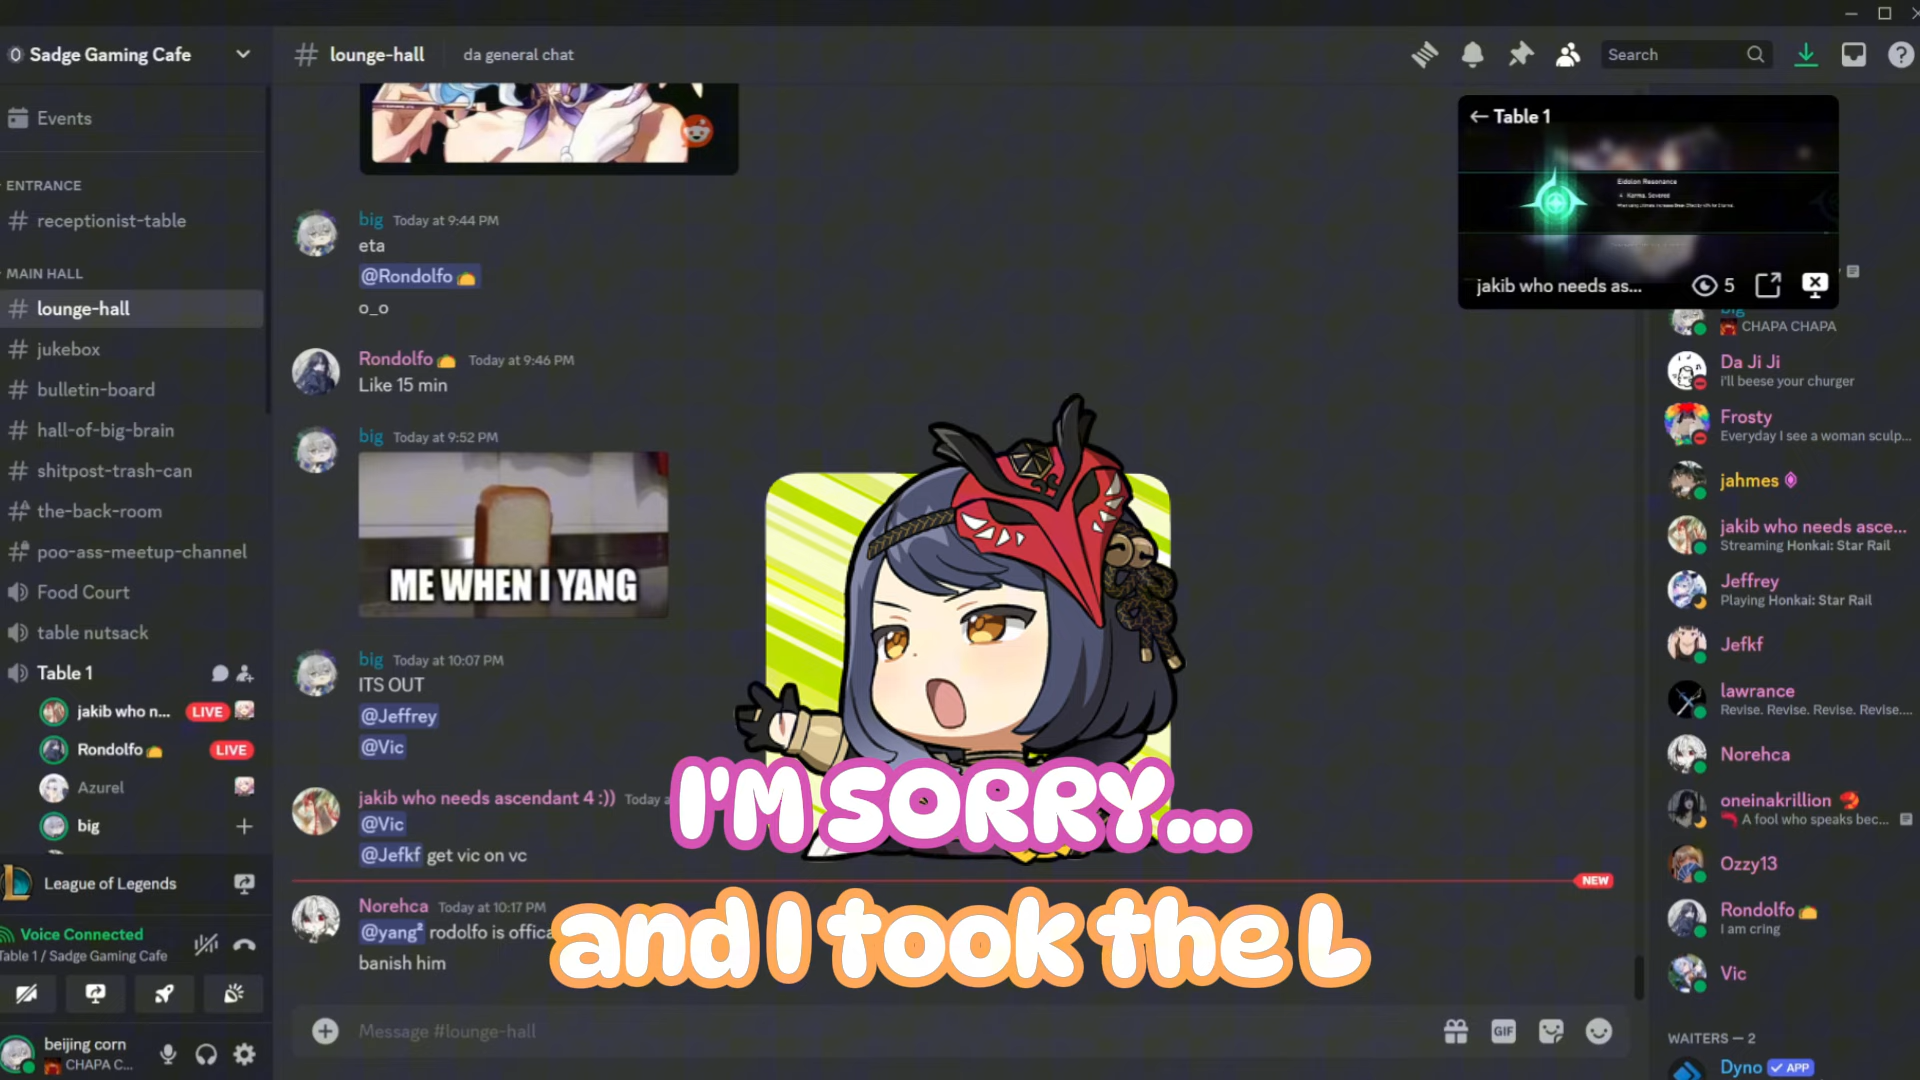 Sadge Gaming Cafe
# lounge-hall
da general chat
Search
Events
ENTRANCE
# receptionist-table
MAIN HALL
# lounge-hall
# jukebox
# bulletin-board
# hall-of-big-brain
# shitpost-trash-can
# the-back-room
# poo-ass-meetup-channel
Food Court
table nutsack
Table 1
jakib who n... LIVE
Rondolfo LIVE
Azurel
big
League of Legends
Voice Connected
Table 1 / Sadge Gaming Cafe
beijing corn
CHAPA C...
big Today at 9:44 PM
eta
@Rondolfo
o_o
Rondolfo Today at 9:46 PM
Like 15 min
big Today at 9:52 PM
ME WHEN I YANG
big Today at 10:07 PM
ITS OUT
@Jeffrey
@Vic
jakib who needs ascendant 4 :)) Today a
@Vic
@Jefkf get vic on vc
NEW
Norehca Today at 10:17 PM
@yang² rodolfo is offica
banish him
I'M SORRY...
and I took the L
Message #lounge-hall
GIF
Table 1
Eidolon Resonance
Karma, Severed
jakib who needs as...
5
big
CHAPA CHAPA
Da Ji Ji
i'll beese your churger
Frosty
Everyday I see a woman sculp...
jahmes
jakib who needs asce...
Streaming Honkai: Star Rail
Jeffrey
Playing Honkai: Star Rail
Jefkf
lawrance
Revise. Revise. Revise. Revise....
Norehca
oneinakrillion
A fool who speaks bec...
Ozzy13
Rondolfo
I am cring
Vic
WAITERS — 2
Dyno
APP